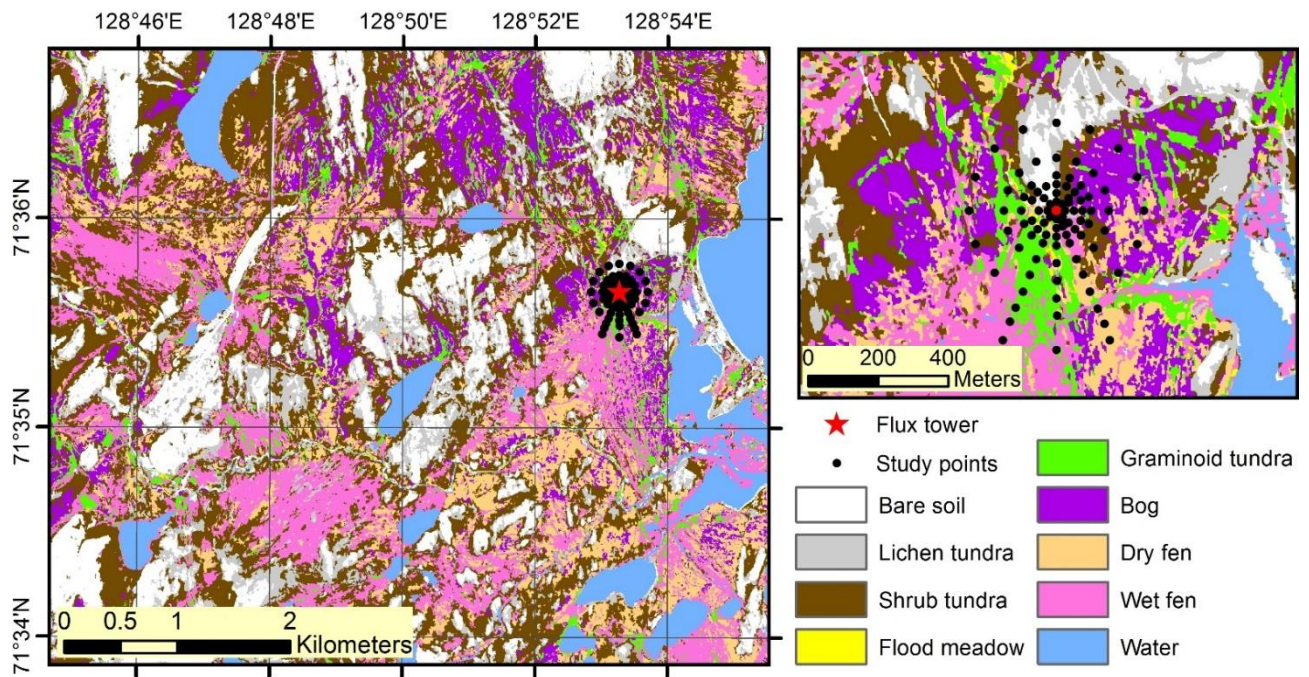 128°46'E 128°48'E 128°50'E 128°52'E 128°54'E
71°36'N
71°35'N
71°34'N
0 0.5 1 2
Kilometers
0 200 400
Meters
Flux tower
Study points
Bare soil
Lichen tundra
Shrub tundra
Flood meadow
Graminoid tundra
Bog
Dry fen
Wet fen
Water